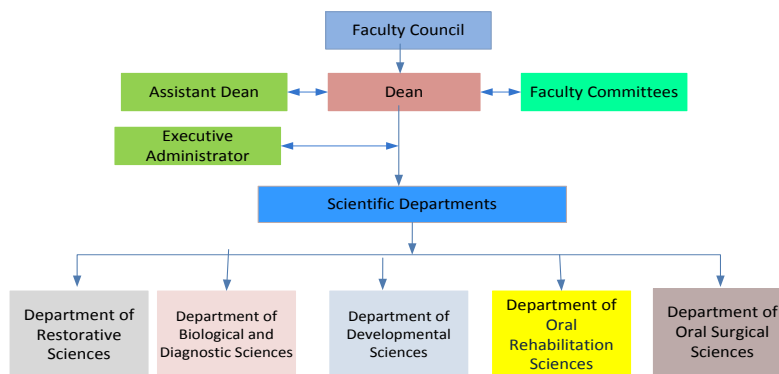 Faculty Council
Assistant Dean
Dean
Faculty Committees
Executive
Administrator
Scientific Departments
Department of
Restorative
Sciences
Department of
Biological and
Diagnostic Sciences
Department of
Developmental
Sciences
Department of
Oral
Rehabilitation
Sciences
Department of
Oral Surgical
Sciences